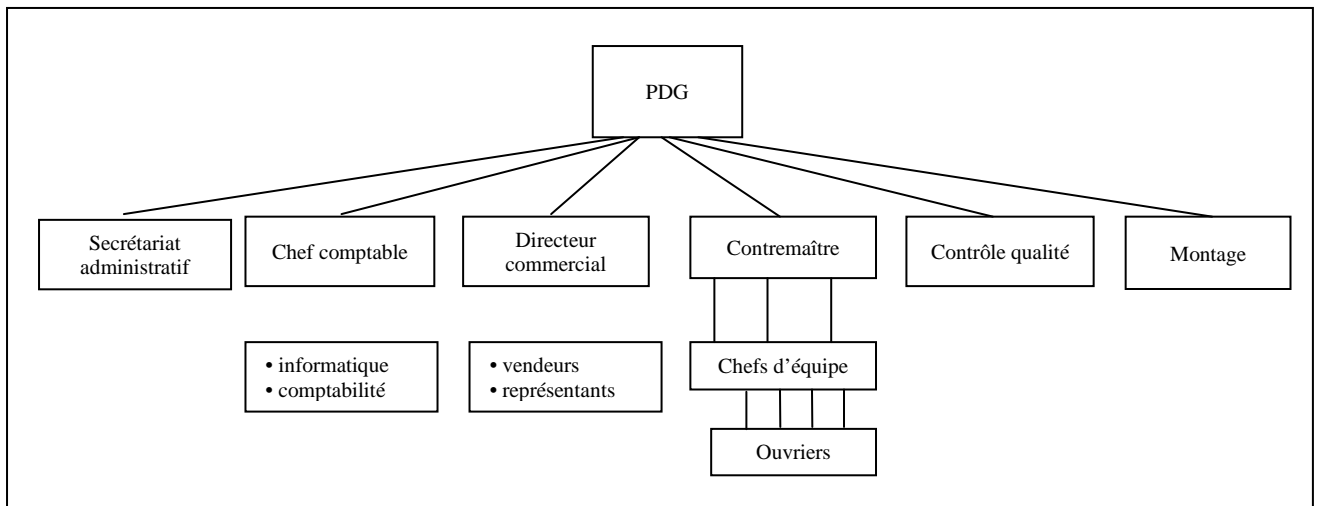 PDG
Secrétariat
administratif
Chef comptable
Directeur
commercial
Contremaître
Contrôle qualité
Montage
• informatique
• comptabilité
• vendeurs
• représentants
Chefs d’équipe
Ouvriers